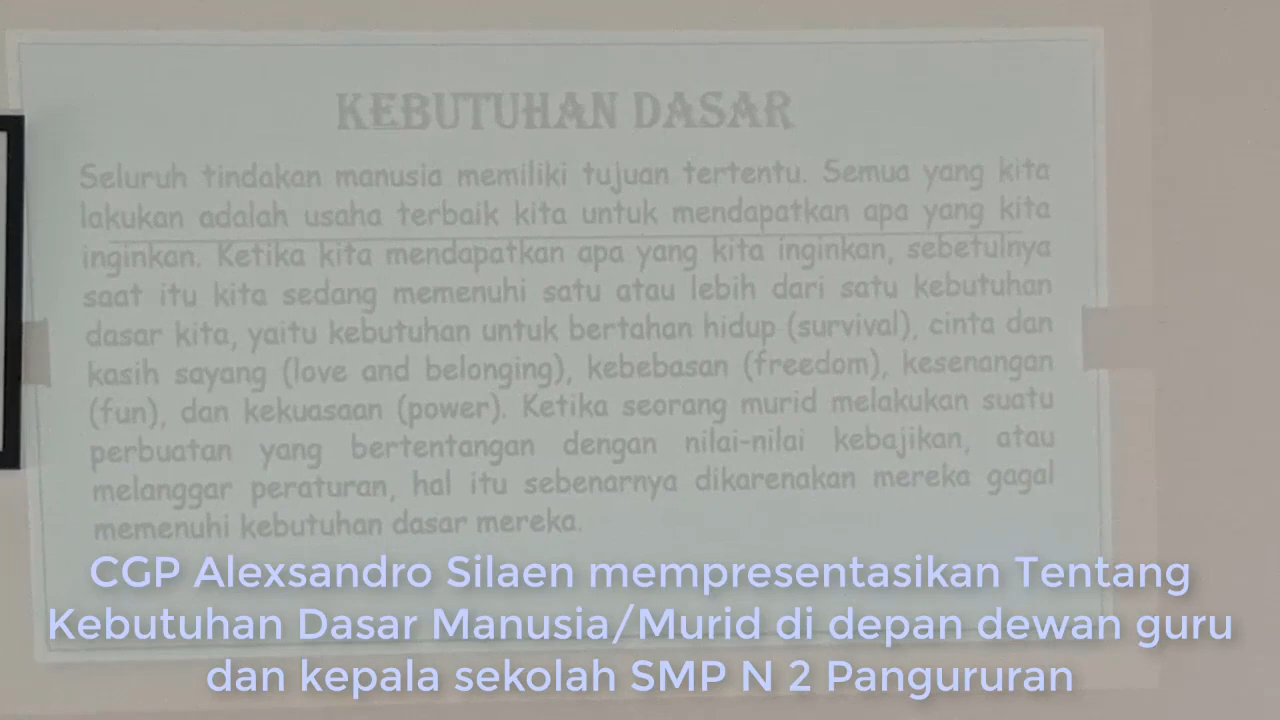 KEBUTUHAN DASAR
Seluruh tindakan manusia memiliki tujuan tertentu. Semua yang kita
lakukan adalah usaha terbaik kita untuk mendapatkan apa yang kita
inginkan. Ketika kita mendapatkan apa yang kita inginkan, sebetulnya
saat itu kita sedang memenuhi satu atau lebih dari satu kebutuhan
dasar kita, yaitu kebutuhan untuk bertahan hidup (survival), cinta dan
kasih sayang (love and belonging), kebebasan (freedom), kesenangan
(fun), dan kekuasaan (power). Ketika seorang murid melakukan suatu
perbuatan yang bertentangan dengan nilai-nilai kebajikan, atau
melanggar peraturan, hal itu sebenarnya dikarenakan mereka gagal
memenuhi kebutuhan dasar mereka.
CGP Alexsandro Silaen mempresentasikan Tentang
Kebutuhan Dasar Manusia/Murid di depan dewan guru
dan kepala sekolah SMP N 2 Pangururan